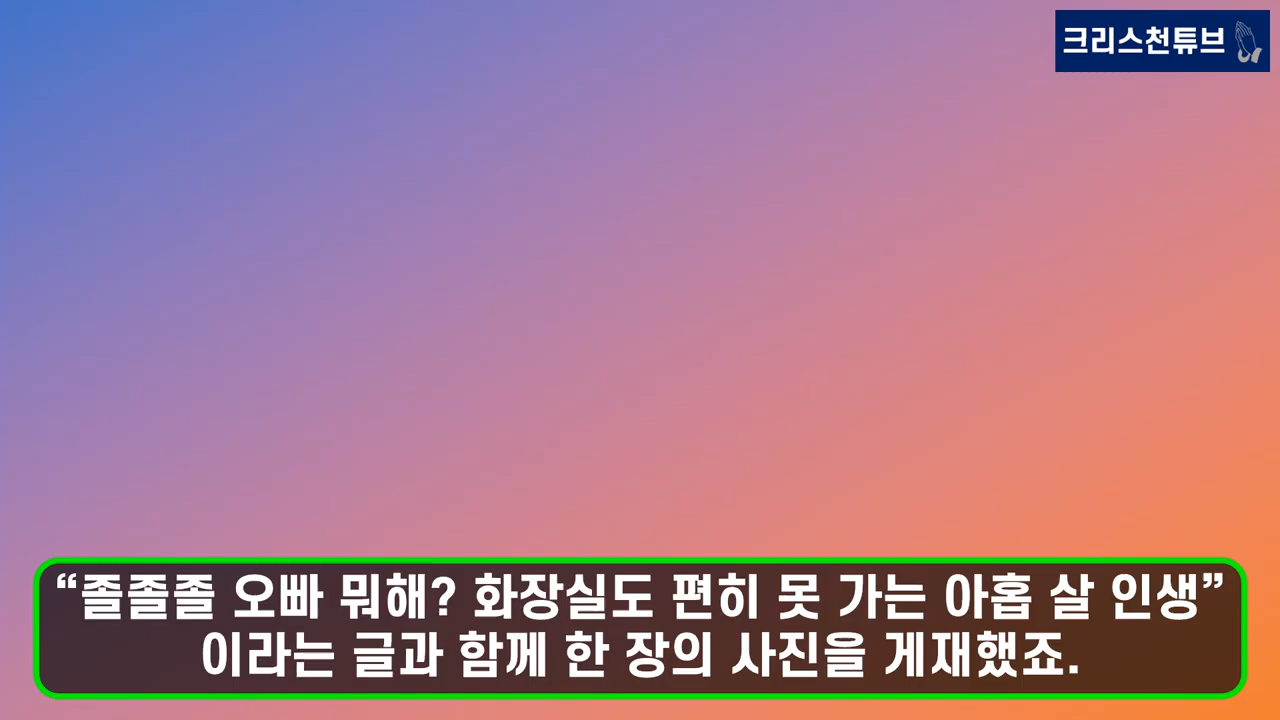 크리스천튜브
“졸졸졸 오빠 뭐해? 화장실도 편히 못 가는 아홉 살 인생”
이라는 글과 함께 한 장의 사진을 게재했죠.